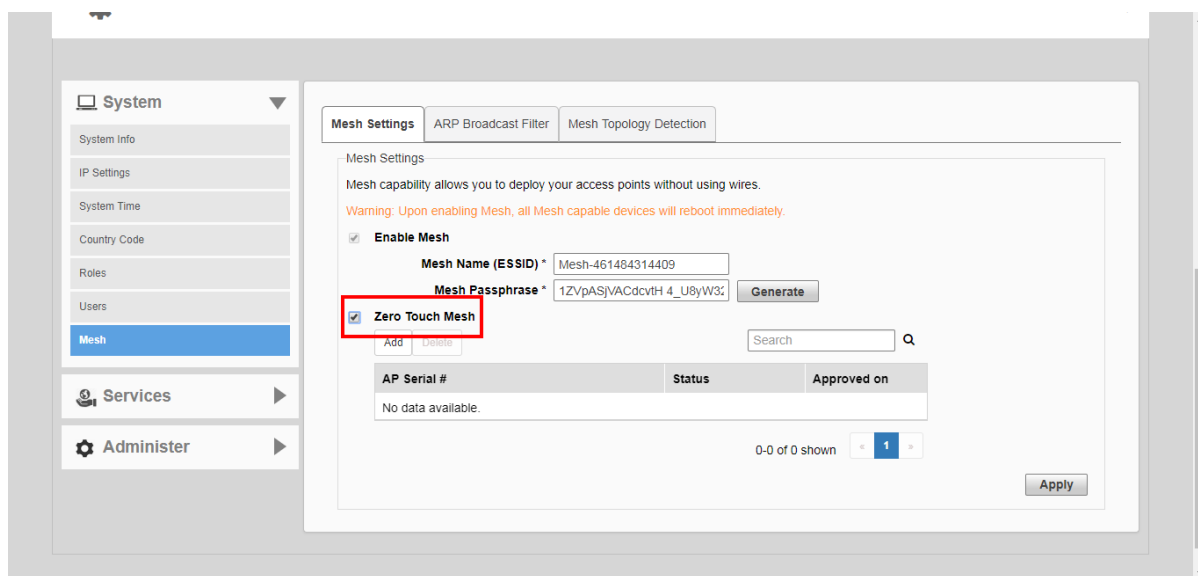 System
System Info
IP Settings
System Time
Country Code
Roles
Users
Mesh
Services
Administer
Mesh Settings ARP Broadcast Filter Mesh Topology Detection
Mesh Settings
Mesh capability allows you to deploy your access points without using wires.
Warning: Upon enabling Mesh, all Mesh capable devices will reboot immediately.
Enable Mesh
Mesh Name (ESSID) * Mesh-461484314409
Mesh Passphrase * 1ZVpASjVACdcvtH 4_U8yW32 Generate
Zero Touch Mesh
Add Delete Search
AP Serial # Status Approved on
No data available.
0-0 of 0 shown « 1 »
Apply